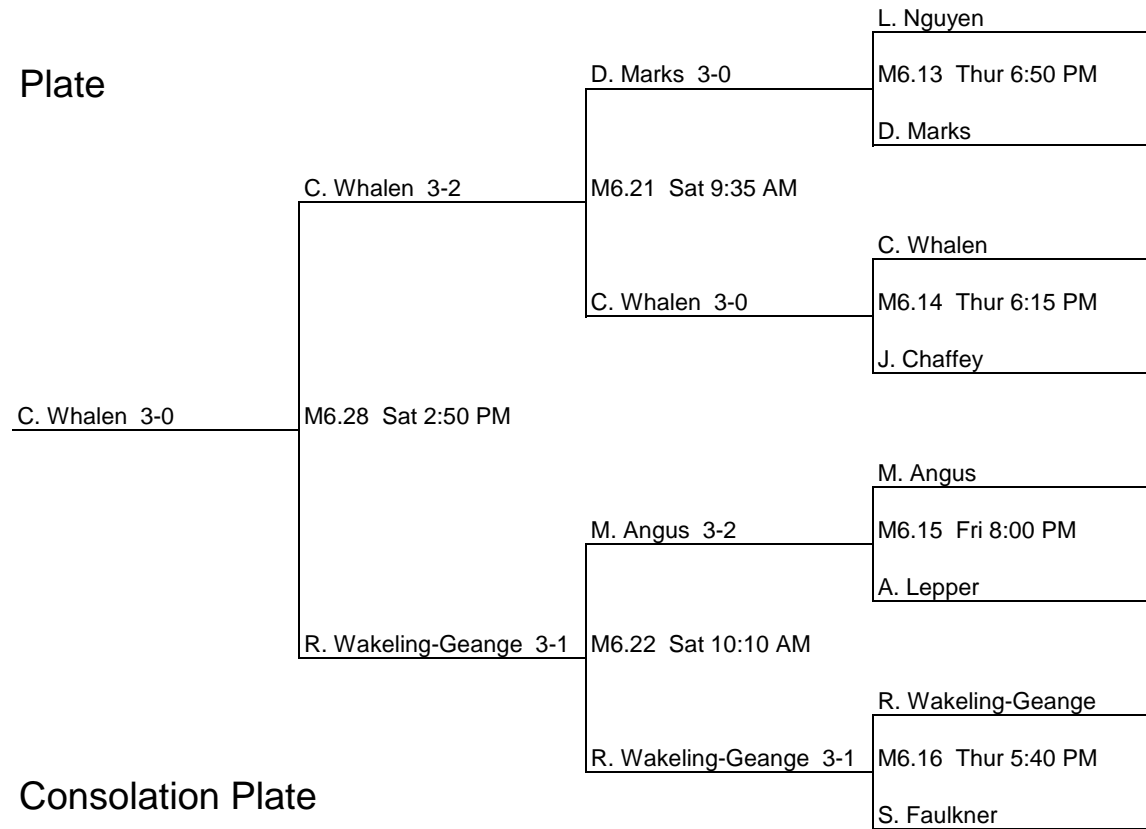 L. Nguyen
Plate
D. Marks 3-0
M6.13 Thur 6:50 PM
D. Marks
C. Whalen 3-2
M6.21 Sat 9:35 AM
C. Whalen
C. Whalen 3-0
M6.14 Thur 6:15 PM
J. Chaffey
C. Whalen 3-0
M6.28 Sat 2:50 PM
M. Angus
M. Angus 3-2
M6.15 Fri 8:00 PM
A. Lepper
R. Wakeling-Geange 3-1
M6.22 Sat 10:10 AM
R. Wakeling-Geange
R. Wakeling-Geange 3-1
M6.16 Thur 5:40 PM
Consolation Plate
S. Faulkner